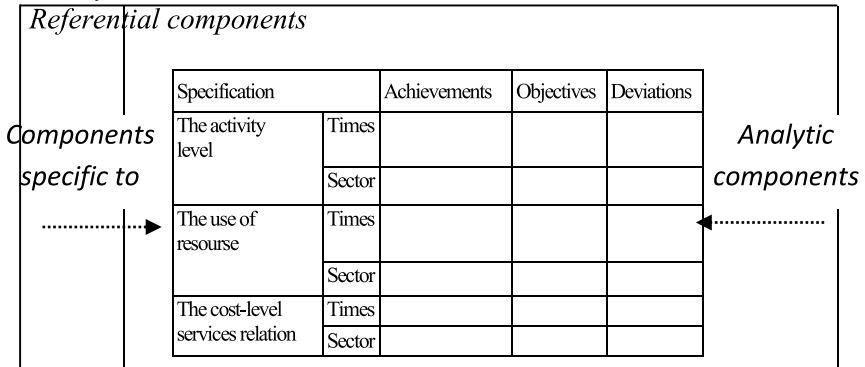 Referential components
Specification Achievements Objectives Deviations
Components
specific to
The activity
level
Times
Sector
The use of
resourse
Times
Sector
The cost-level
services relation
Times
Sector
Analytic
components